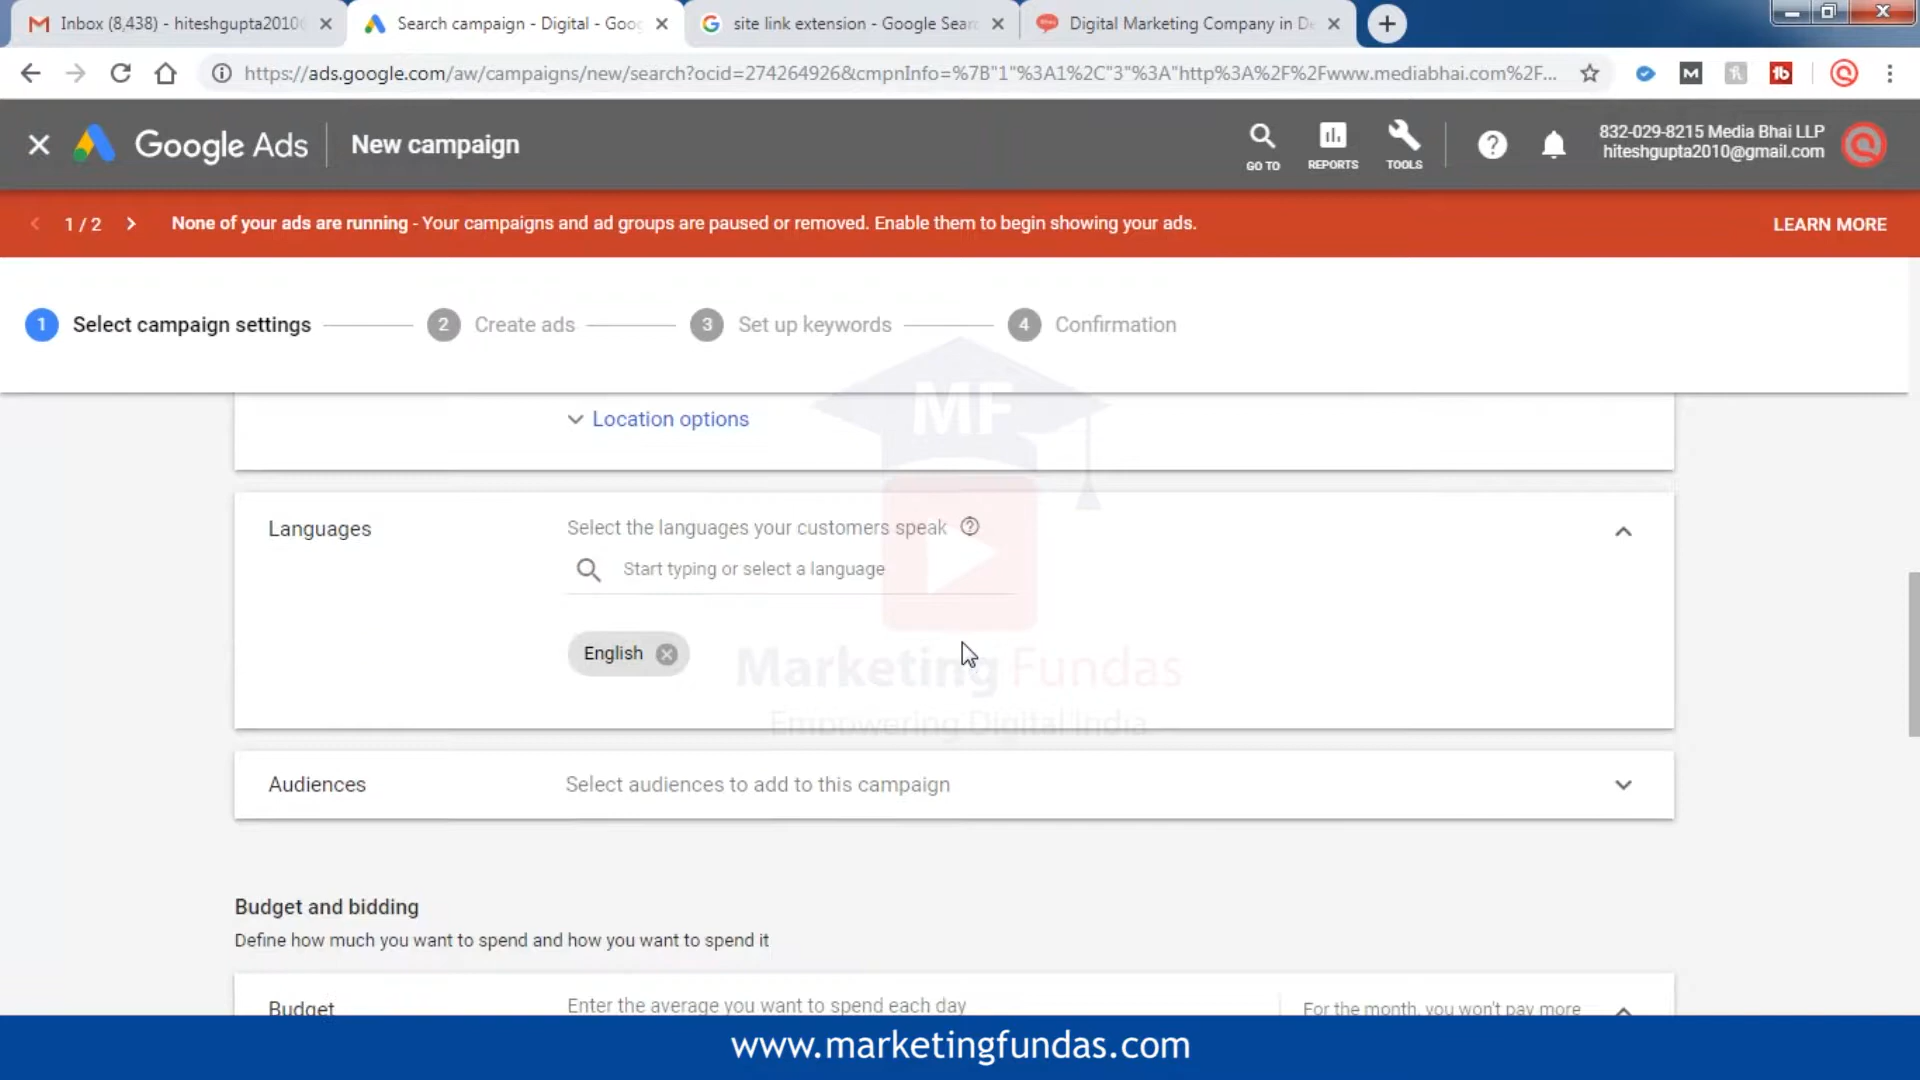 Inbox (8,438) - hiteshgupta2010
Search campaign - Digital - Goog
site link extension - Google Sear
Digital Marketing Company in De
https://ads.google.com/aw/campaigns/new/search?ocid=274264926&cmpnInfo=%7B"1"%3A1%2C"3"%3A"http%3A%2F%2Fwww.mediabhai.com%2F...
Google Ads
New campaign
GO TO
REPORTS
TOOLS
832-029-8215 Media Bhai LLP
hiteshgupta2010@gmail.com
1 / 2
None of your ads are running - Your campaigns and ad groups are paused or removed. Enable them to begin showing your ads.
LEARN MORE
1 Select campaign settings
2 Create ads
3 Set up keywords
4 Confirmation
MF
Location options
Languages
Select the languages your customers speak
Start typing or select a language
English
Marketing Fundas
Empowering Digital India
Audiences
Select audiences to add to this campaign
Budget and bidding
Define how much you want to spend and how you want to spend it
Budget
Enter the average you want to spend each day
For the month, you won't pay more
www.marketingfundas.com